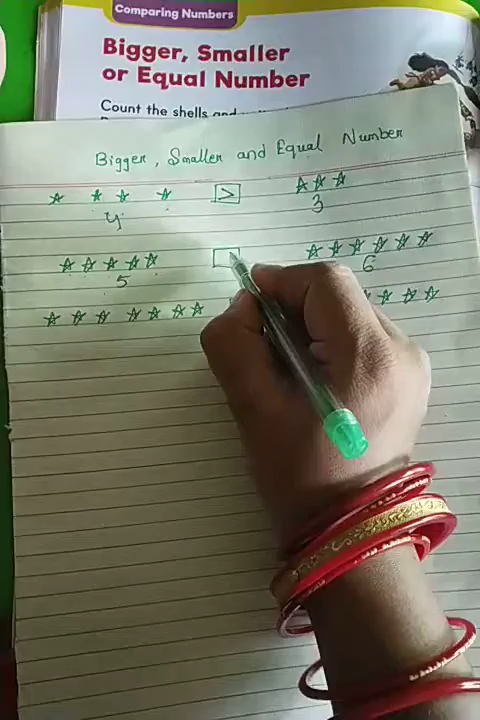 Comparing Numbers
Bigger, Smaller
or Equal Number
Count the shells and
Bigger, Smaller and Equal Number
>
4 3
5 6